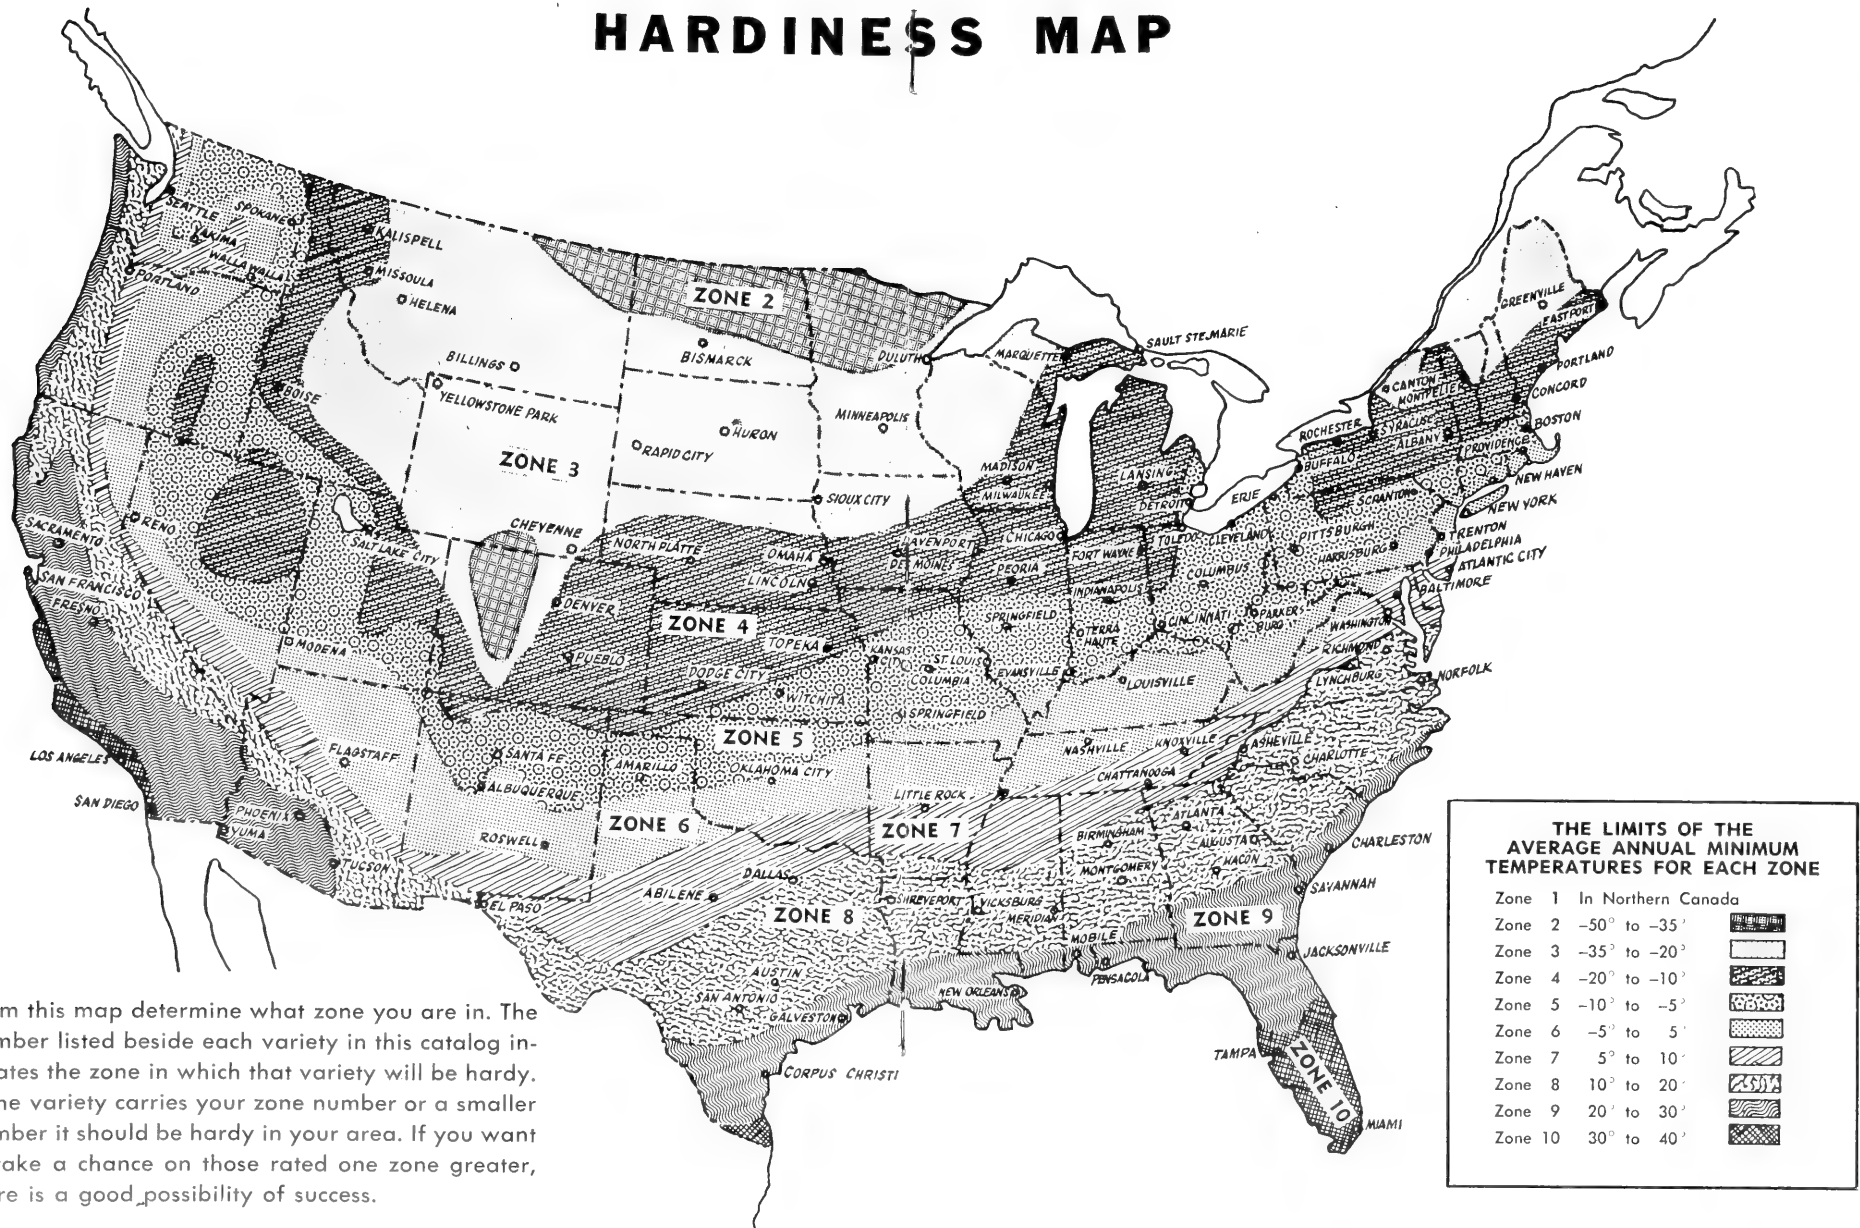 HARDINESS MAP
SEATTLE
SPOKANE
YAKIMA
WALLA WALLA
PORTLAND
KALISPELL
MISSOULA
HELENA
BILLINGS
YELLOWSTONE PARK
BOISE
ZONE 2
BISMARCK
DULUTH
MARQUETTE
SAULT STE. MARIE
MINNEAPOLIS
HURON
RAPID CITY
ZONE 3
SIOUX CITY
MADISON
MILWAUKEE
LANSING
DETROIT
GREENVILLE
EASTPORT
PORTLAND
CONCORD
CANTON
MONTPELIER
BOSTON
ROCHESTER
SYRACUSE
ALBANY
PROVIDENCE
BUFFALO
ERIE
NEW HAVEN
SCRANTON
NEW YORK
TRENTON
PITTSBURGH
PHILADELPHIA
HARRISBURG
ATLANTIC CITY
BALTIMORE
RENO
SACRAMENTO
SALT LAKE CITY
CHEYENNE
NORTH PLATTE
OMAHA
DAVENPORT
CHICAGO
FORT WAYNE
TOLEDO
CLEVELAND
SAN FRANCISCO
FRESNO
LINCOLN
DES MOINES
PEORIA
COLUMBUS
INDIANAPOLIS
DENVER
ZONE 4
TOPEKA
SPRINGFIELD
TERRA
HAUTE
CINCINNATI
PARKERS
BURG
WASHINGTON
MODENA
PUEBLO
DODGE CITY
KANSAS
CITY
ST. LOUIS
COLUMBIA
EVANSVILLE
LOUISVILLE
RICHMOND
LYNCHBURG
NORFOLK
WITCHITA
SPRINGFIELD
ZONE 5
LOS ANGELES
FLAGSTAFF
SANTA FE
AMARILLO
OKLAHOMA CITY
ALBUQUERQUE
NASHVILLE
KNOXVILLE
ASHEVILLE
CHARLOTTE
CHATTANOOGA
SAN DIEGO
PHOENIX
YUMA
TUCSON
ROSWELL
ZONE 6
LITTLE ROCK
ZONE 7
BIRMINGHAM
ATLANTA
AUGUSTA
MACON
CHARLESTON
MONTGOMERY
DALLAS
ABILENE
EL PASO
ZONE 8
SHREVEPORT
VICKSBURG
MERIDIAN
SAVANNAH
ZONE 9
MOBILE
PENSACOLA
JACKSONVILLE
AUSTIN
SAN ANTONIO
GALVESTON
NEW ORLEANS
CORPUS CHRISTI
TAMPA
ZONE 10
MIAMI
THE LIMITS OF THE
AVERAGE ANNUAL MINIMUM
TEMPERATURES FOR EACH ZONE
Zone 1 In Northern Canada
Zone 2 -50° to -35°
Zone 3 -35° to -20°
Zone 4 -20° to -10°
Zone 5 -10° to -5°
Zone 6 -5° to 5°
Zone 7 5° to 10°
Zone 8 10° to 20°
Zone 9 20° to 30°
Zone 10 30° to 40°
m this map determine what zone you are in. The
mber listed beside each variety in this catalog in-
ates the zone in which that variety will be hardy.
ne variety carries your zone number or a smaller
mber it should be hardy in your area. If you want
take a chance on those rated one zone greater,
re is a good possibility of success.